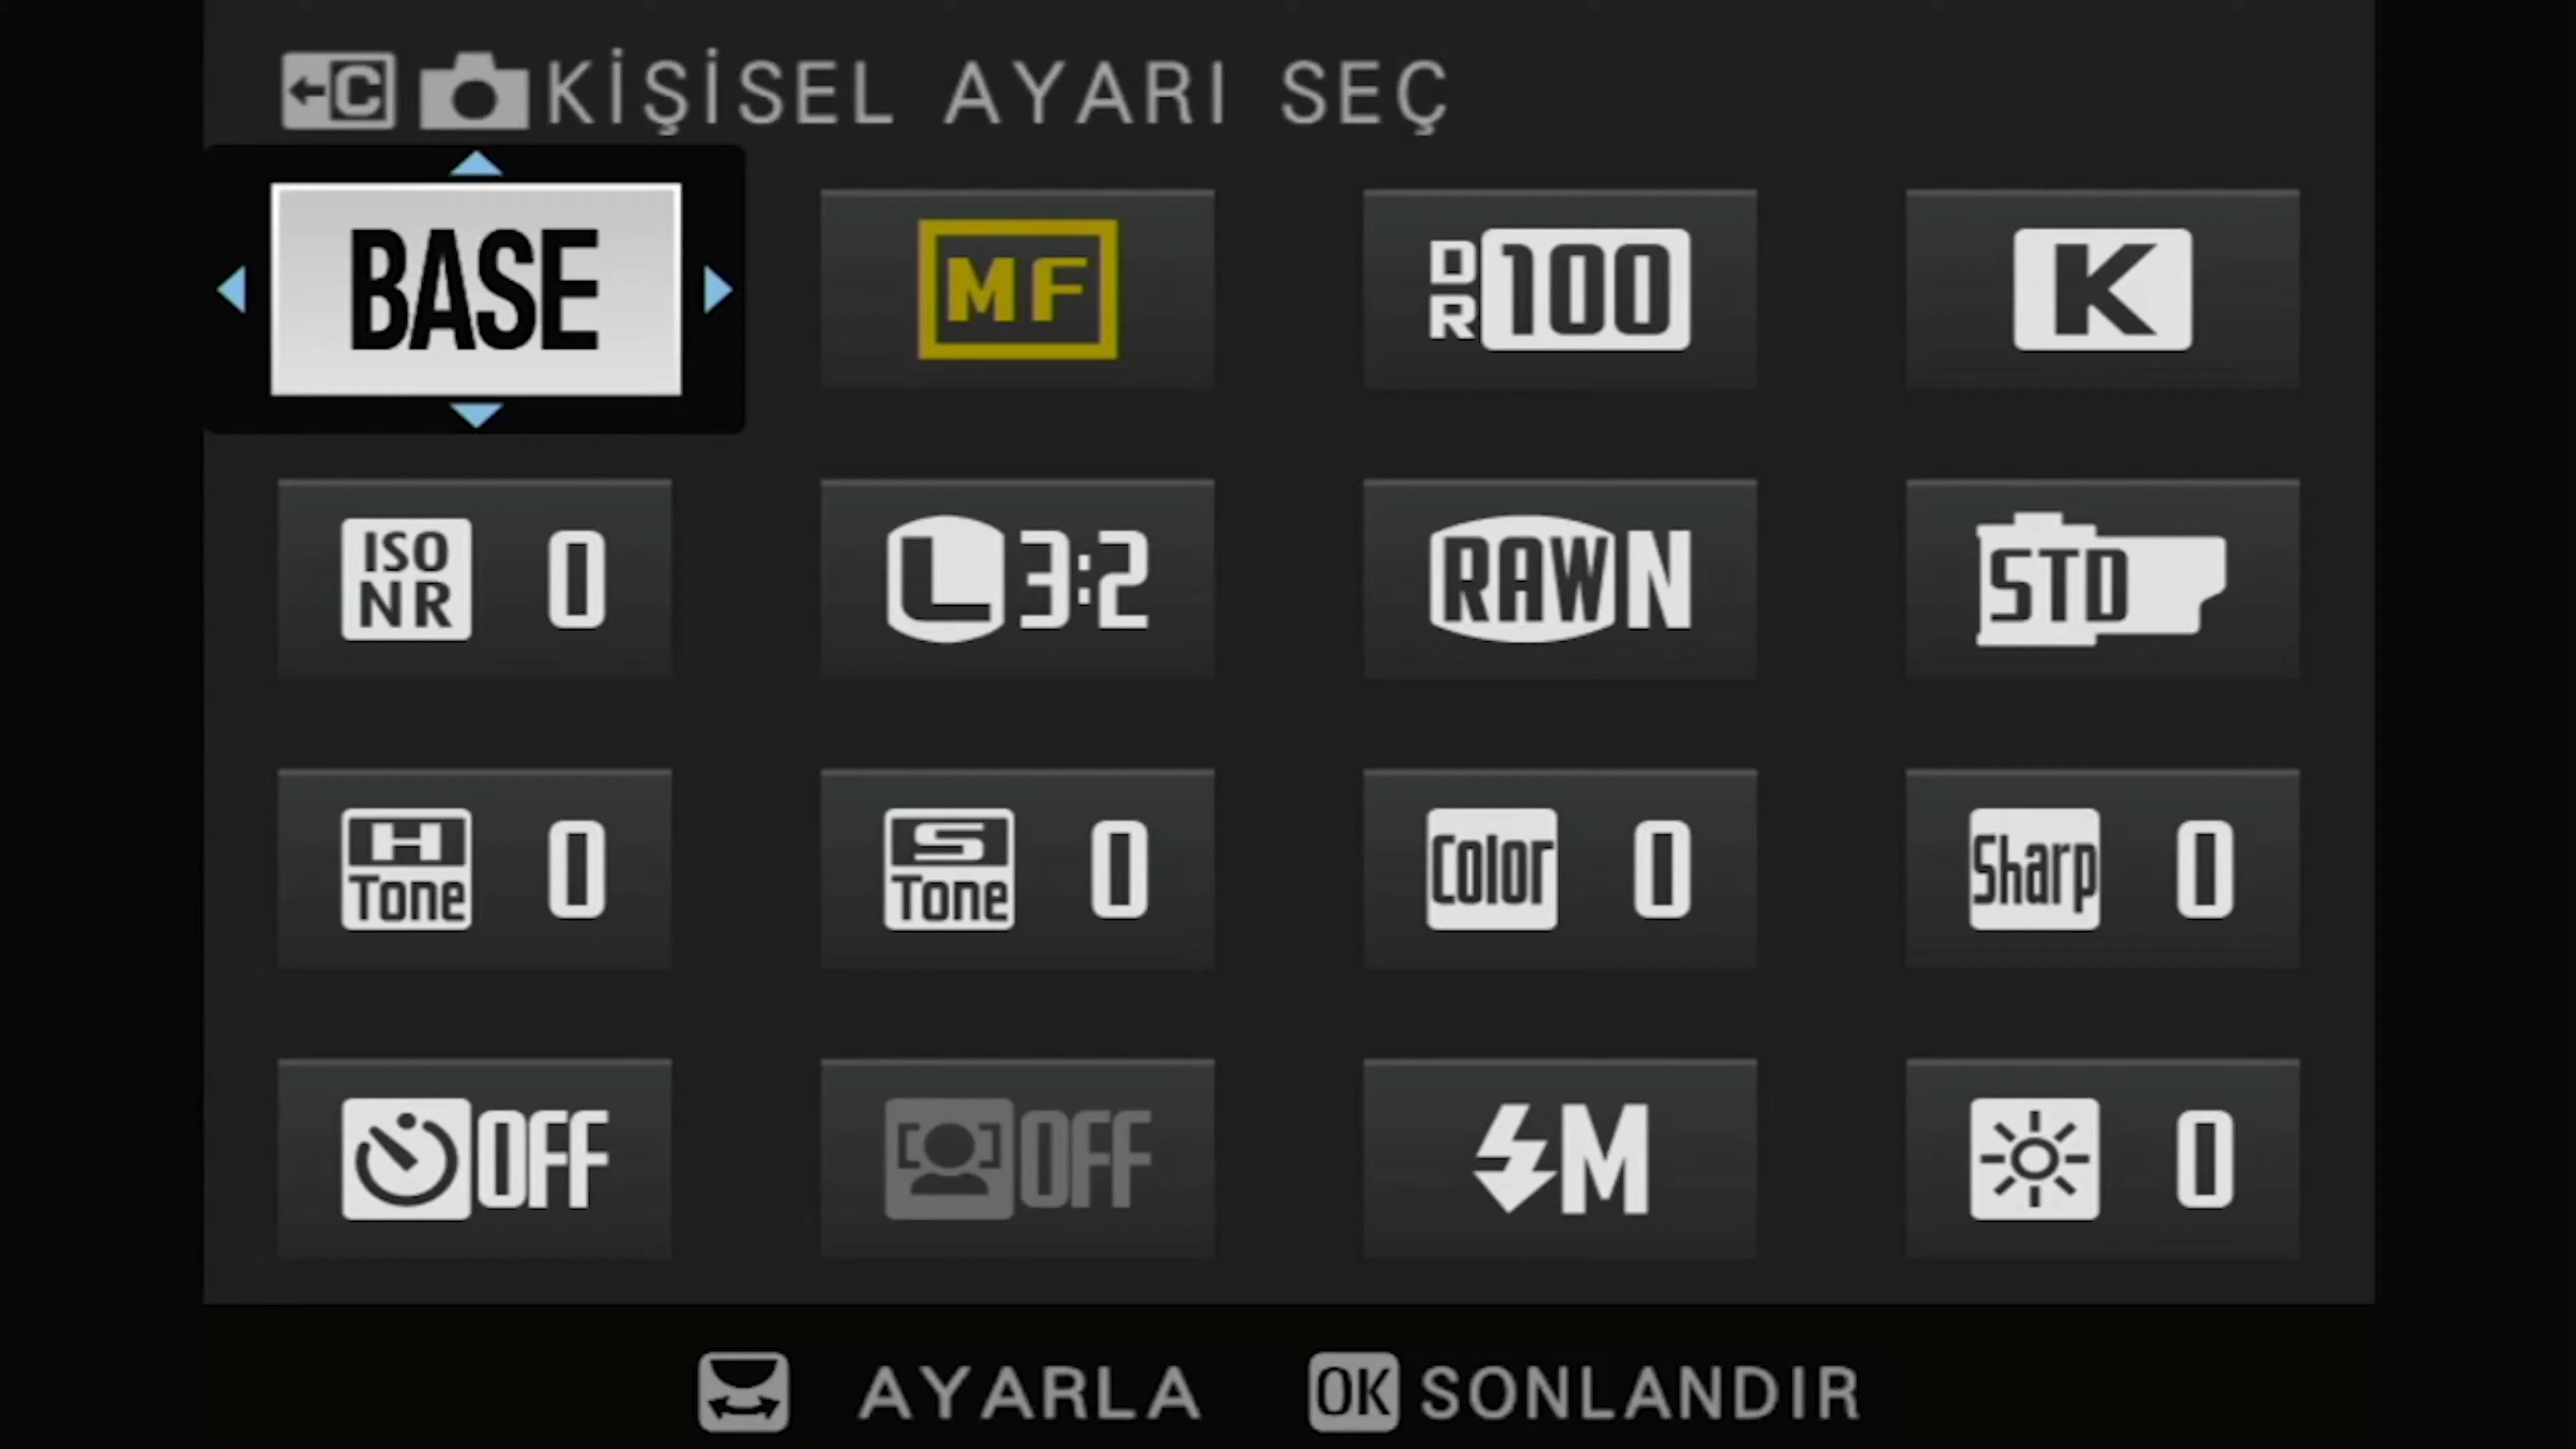 C KİŞİSEL AYARI SEÇ
BASE MF DR 100 K
ISO NR 0 L 3:2 RAW N STD
H Tone 0 S Tone 0 Color 0 Sharp 0
OFF OFF M 0
AYARLA OK SONLANDIR